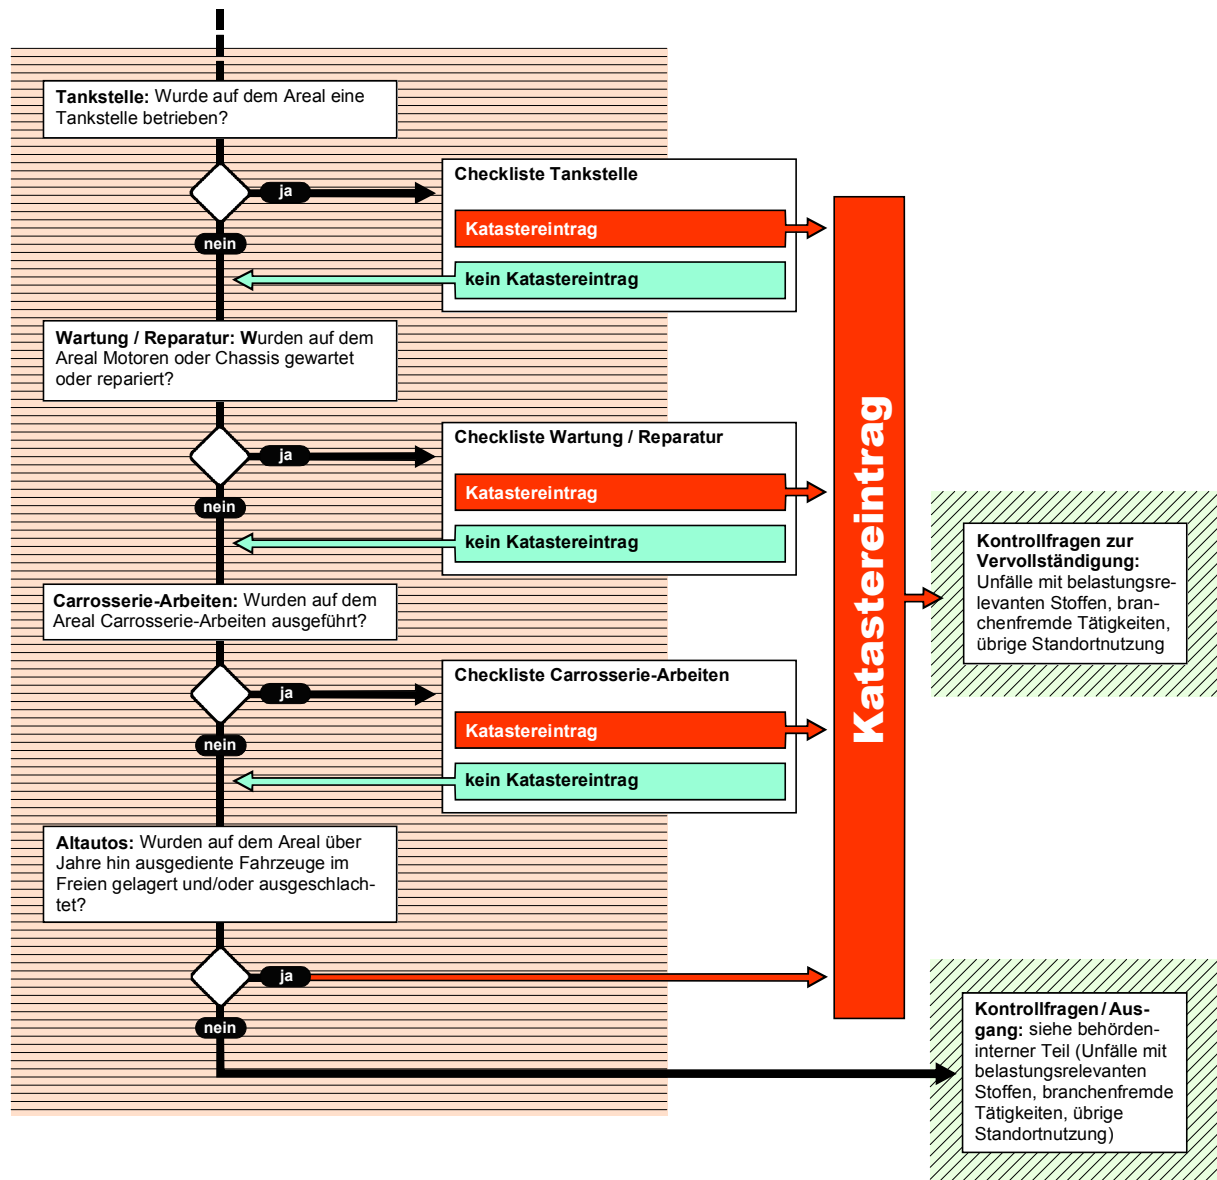 Tankstelle: Wurde auf dem Areal eine
Tankstelle betrieben?
ja
nein
Checkliste Tankstelle
Katastereintrag
kein Katastereintrag
Wartung / Reparatur: Wurden auf dem
Areal Motoren oder Chassis gewartet
oder repariert?
ja
nein
Checkliste Wartung / Reparatur
Katastereintrag
kein Katastereintrag
Carrosserie-Arbeiten: Wurden auf dem
Areal Carrosserie-Arbeiten ausgeführt?
ja
nein
Checkliste Carrosserie-Arbeiten
Katastereintrag
kein Katastereintrag
Altautos: Wurden auf dem Areal über
Jahre hin ausgediente Fahrzeuge im
Freien gelagert und/oder ausgeschlach-
tet?
ja
nein
Katastereintrag
Kontrollfragen zur
Vervollständigung:
Unfälle mit belastungsre-
levanten Stoffen, bran-
chenfremde Tätigkeiten,
übrige Standortnutzung
Kontrollfragen / Aus-
gang: siehe behörden-
interner Teil (Unfälle mit
belastungsrelevanten
Stoffen, branchenfremde
Tätigkeiten, übrige
Standortnutzung)